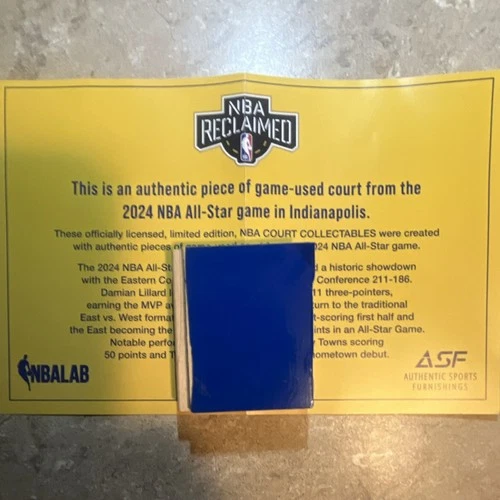 NBA
RECLAIMED
This is an authentic piece of game-used court from the
2024 NBA All-Star game in Indianapolis.
These officially licensed, limited edition, NBA COURT COLLECTABLES were created
with authentic pieces 24 NBA All-Star game.
The 2024 NBA All-St d a historic showdown
with the Eastern Co Conference 211-186.
Damian Lillard 11 three-pointers,
earning the MVP a turn to the traditional
East vs. West format t-scoring first half and
the East becoming the ints in an All-Star Game.
Notable perfo Towns scoring
50 points and T ometown debut.
NBALAB
ASF
AUTHENTIC SPORTS
FURNISHINGS